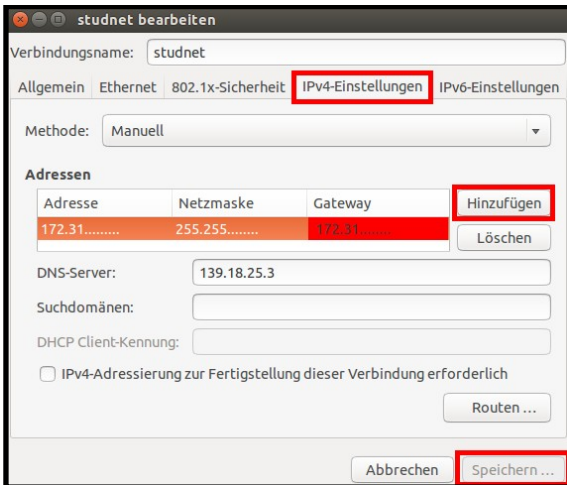 studnet bearbeiten
Verbindungsname: studnet
Allgemein Ethernet 802.1x-Sicherheit IPv4-Einstellungen IPv6-Einstellungen
Methode: Manuell
Adressen
Adresse Netzmaske Gateway Hinzufügen
172.31......... 255.255........ 172.31........
Löschen
DNS-Server: 139.18.25.3
Suchdomänen:
DHCP Client-Kennung:
IPv4-Adressierung zur Fertigstellung dieser Verbindung erforderlich
Routen ...
Abbrechen Speichern ...